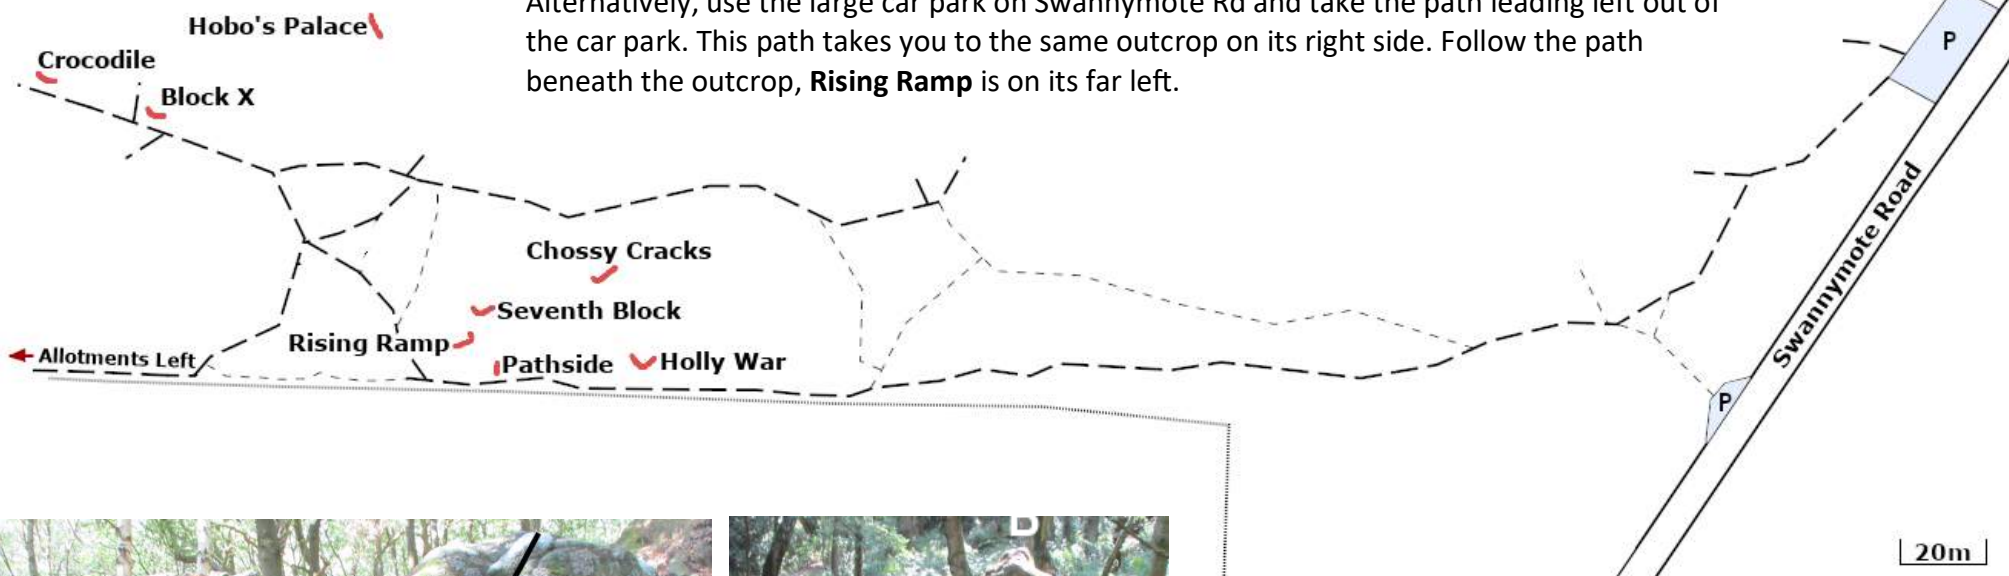 Alternatively, use the large car park on Swannymote Rd and take the path leading left out of
the car park. This path takes you to the same outcrop on its right side. Follow the path
beneath the outcrop, Rising Ramp is on its far left.
Hobo's Palace
Crocodile
Block X
P
Swannymote Road
Chossy Cracks
Seventh Block
Rising Ramp
Allotments Left
Pathside
Holly War
P
20m
B